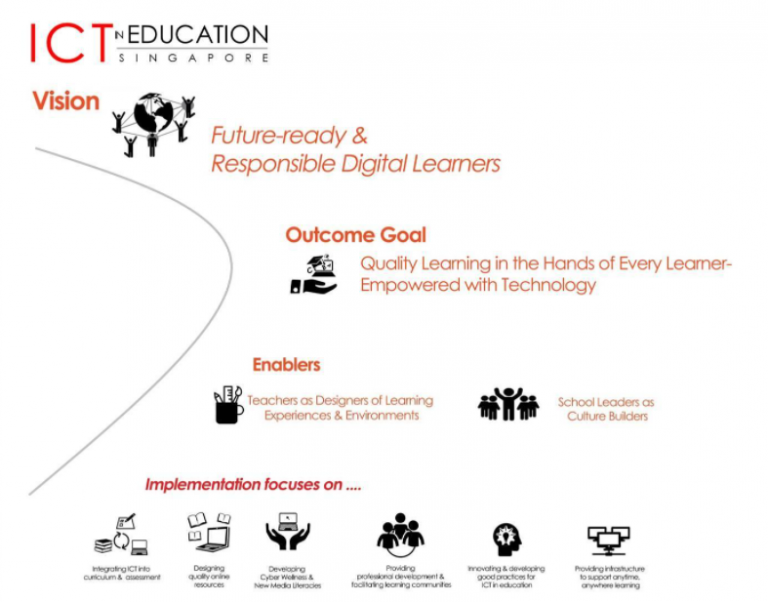 ICT IN EDUCATION
SINGAPORE
Vision
Future-ready &
Responsible Digital Learners
Outcome Goal
Quality Learning in the Hands of Every Learner-
Empowered with Technology
Enablers
Teachers as Designers of Learning
Experiences & Environments
School Leaders as
Culture Builders
Implementation focuses on ....
Integrating ICT into
curriculum & assessment
Designing
quality online
resources
Developing
Cyber Wellness &
New Media Literacies
Providing
professional development &
facilitating learning communities
Innovating & developing
good practices for
ICT in education
Providing infrastructure
to support anytime,
anywhere learning